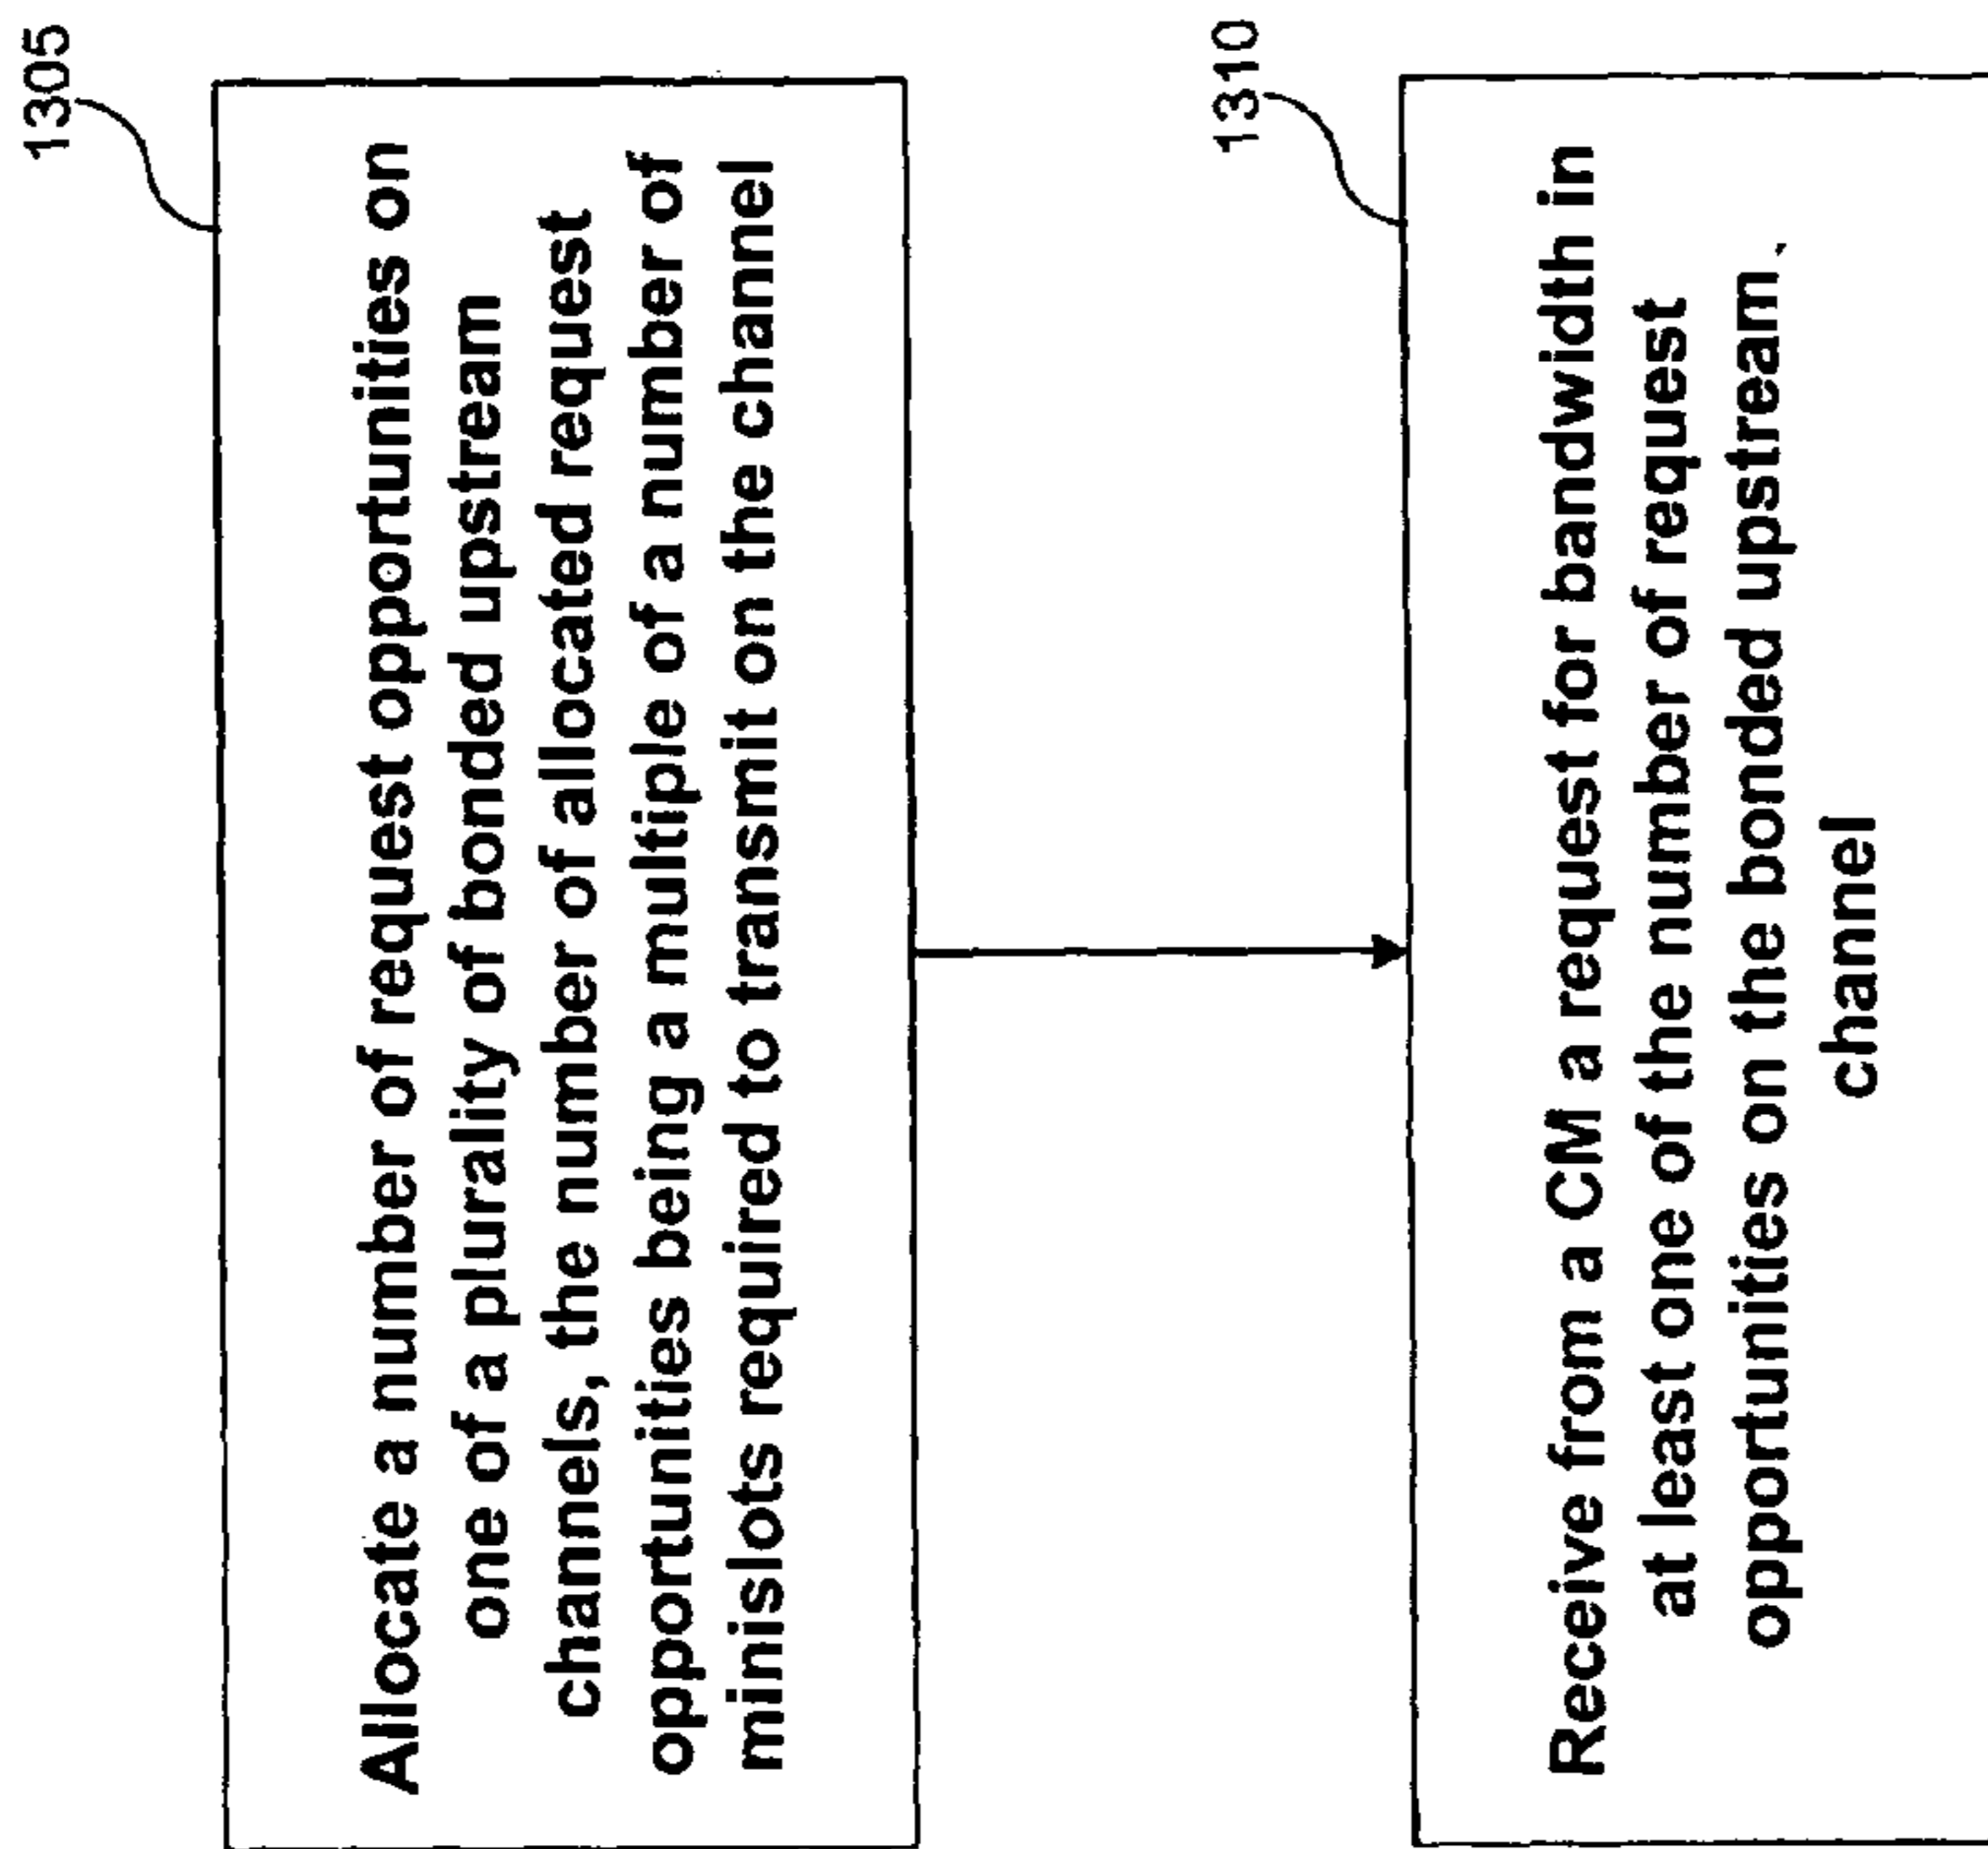 1305
Allocate a number of request opportunities on
one of a plurality of bonded upstream
channels, the number of allocated request
opportunities being a multiple of a number of
minislots required to transmit on the channel
1310
Receive from a CM a request for bandwidth in
at least one of the number of request
opportunities on the bonded upstream
channel